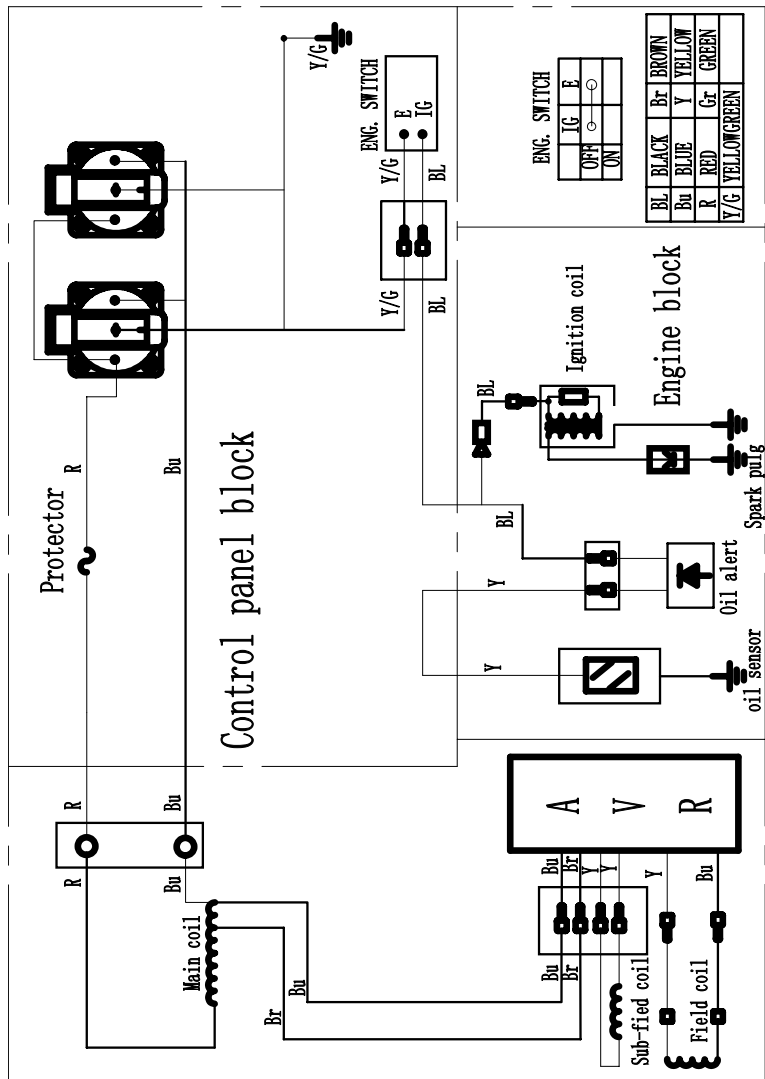 Y/G
ENG. SWITCH
E
IG
Y/G
BL
Y/G
BL
ENG. SWITCH
IG E
OFF
ON
BL BLACK Br BROWN
Bu BLUE Y YELLOW
R RED Gr GREEN
Y/G YELLOWGREEN
R
Bu
Protector
Control panel block
BL
BL
Ignition coil
Engine block
Spark pulg
Y
Y
Oil alert
oil sensor
R
Bu
R
Bu
Main coil
Br
Bu
A V R
Bu
Br
Y
Y
Y
Bu
Bu
Br
Sub-fied coil
Field coil